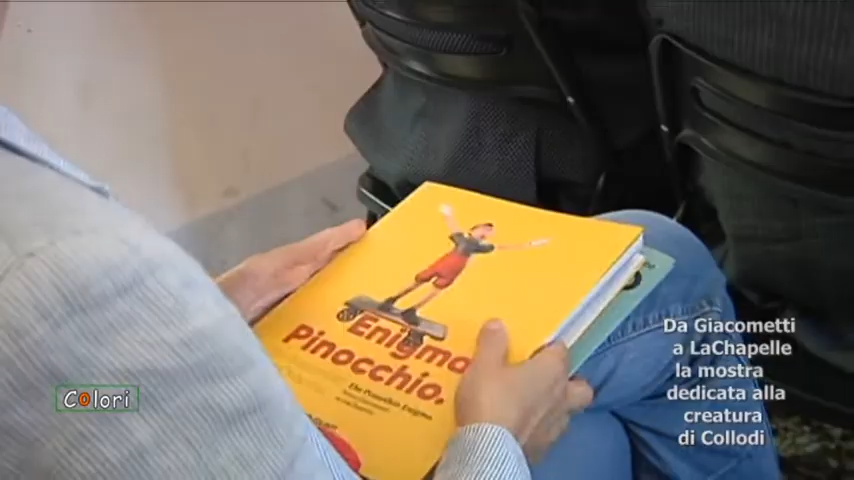 Enigma
Pinocchio.
The Pinocchio Enigma
Colori
Da Giacometti
a LaChapelle
la mostra
dedicata alla
creatura
di Collodi